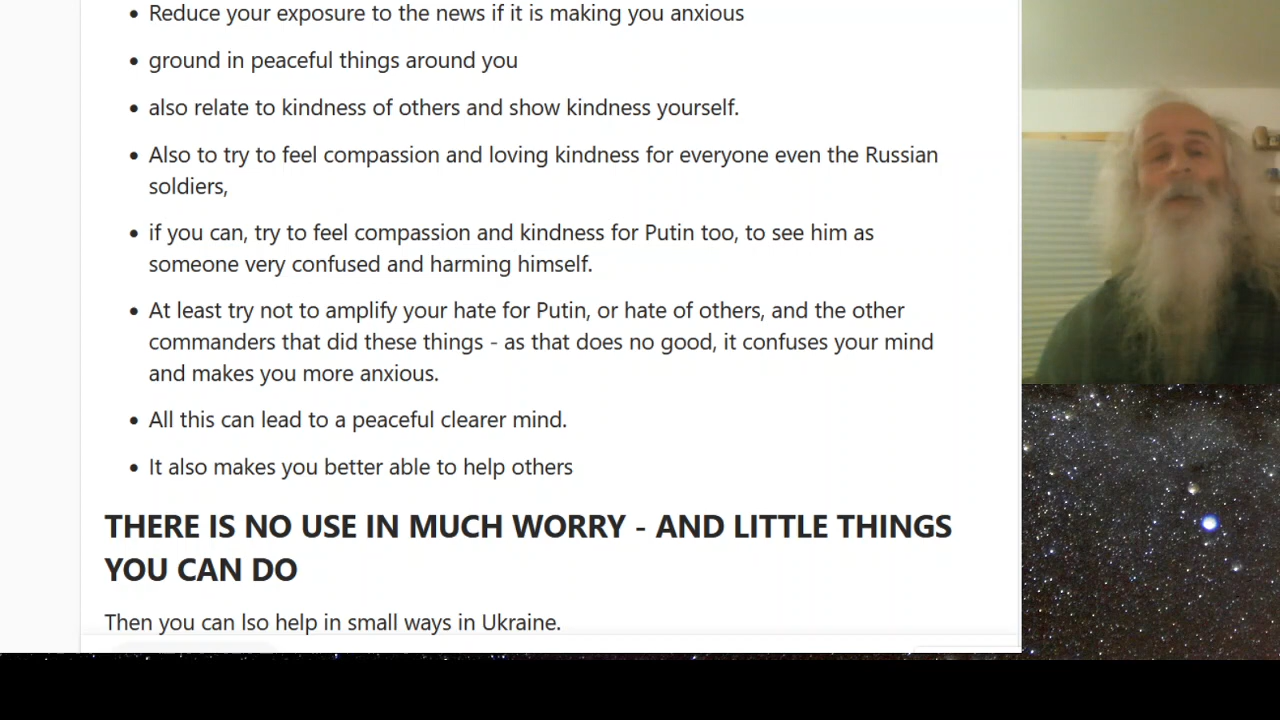 Reduce your exposure to the news if it is making you anxious
ground in peaceful things around you
also relate to kindness of others and show kindness yourself.
Also to try to feel compassion and loving kindness for everyone even the Russian
soldiers,
if you can, try to feel compassion and kindness for Putin too, to see him as
someone very confused and harming himself.
At least try not to amplify your hate for Putin, or hate of others, and the other
commanders that did these things - as that does no good, it confuses your mind
and makes you more anxious.
All this can lead to a peaceful clearer mind.
It also makes you better able to help others
THERE IS NO USE IN MUCH WORRY - AND LITTLE THINGS
YOU CAN DO
Then you can lso help in small ways in Ukraine.